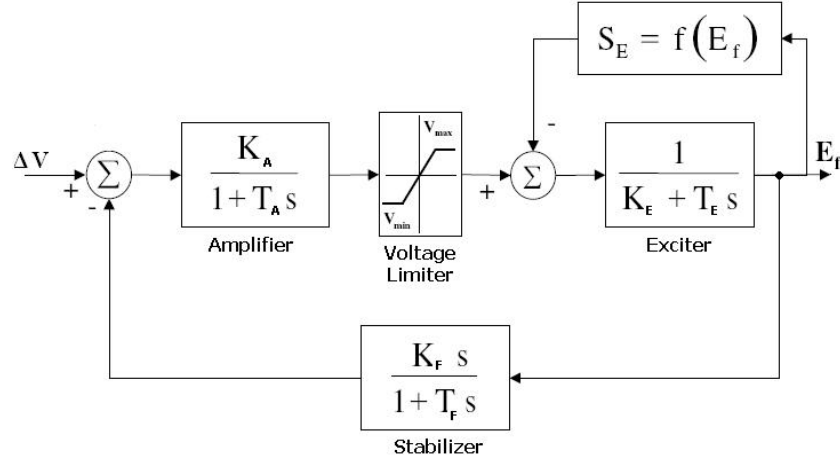 S_E = f(E_f)
-
V_max
K_A
1
ΔV
Σ
Σ
E_f
+
+
-
1 + T_A s
K_E + T_E s
V_min
Amplifier
Voltage
Limiter
Exciter
K_F s
1 + T_F s
Stabilizer